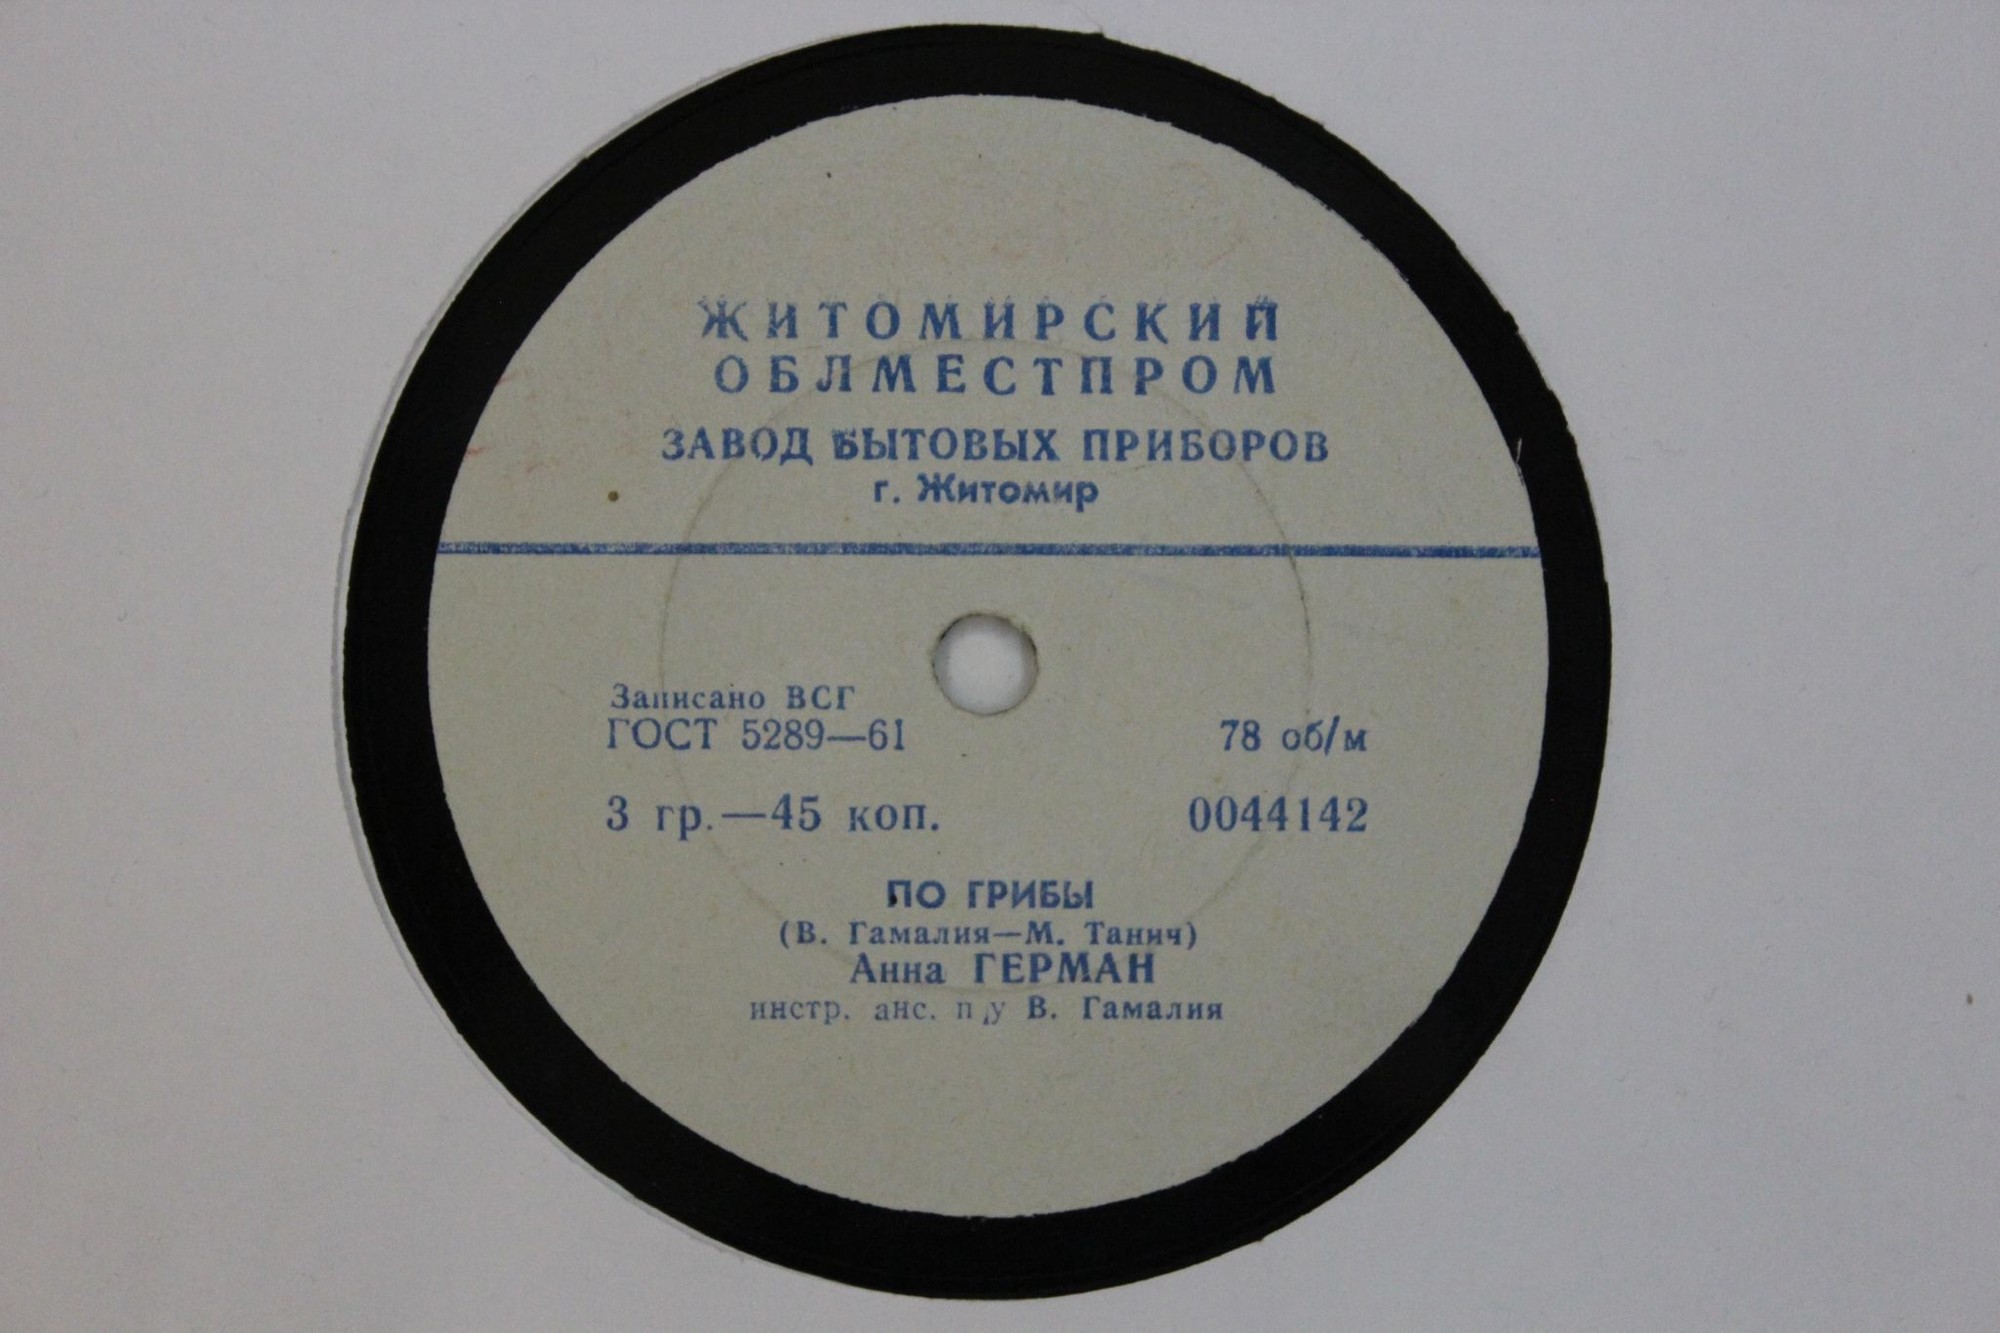 ЖИТОМИРСКИЙ
ОБЛМЕСТПРОМ
ЗАВОД БЫТОВЫХ ПРИБОРОВ
г. Житомир
Записано ВСГ
ГОСТ 5289—61 78 об/м
3 гр.—45 коп. 0044142
ПО ГРИБЫ
(В. Гамалия—М. Танич)
Анна ГЕРМАН
инстр. анс. п/у В. Гамалия